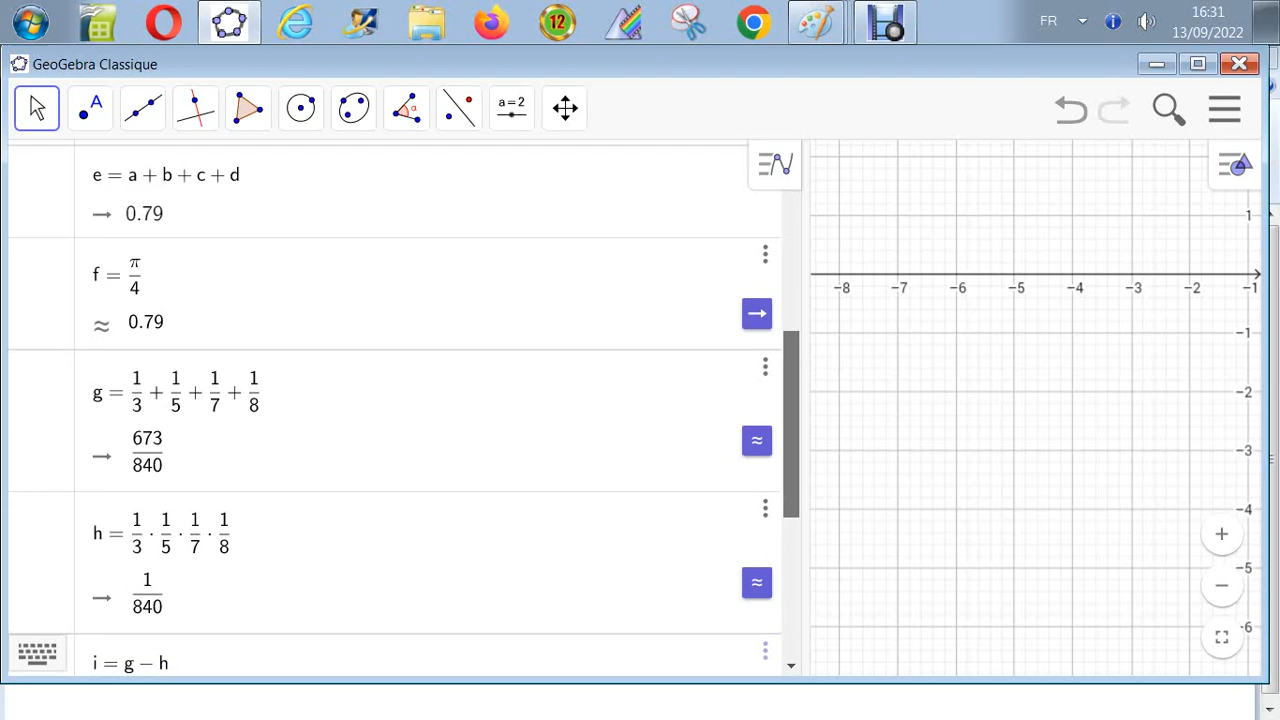 12
FR
16:31
13/09/2022
GeoGebra Classique
A
α
a=2
e = a + b + c + d
→ 0.79
f = π/4
≈ 0.79
g = 1/3 + 1/5 + 1/7 + 1/8
→ 673/840
≈
h = 1/3 · 1/5 · 1/7 · 1/8
→ 1/840
≈
i = g − h
1
-8 -7 -6 -5 -4 -3 -2 -1
-1
-2
-3
-4
-5
-6